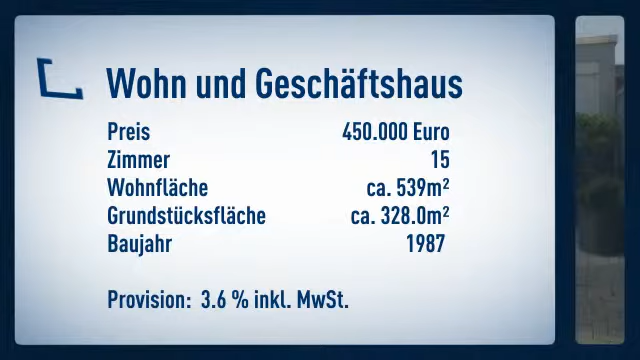 Wohn und Geschäftshaus
Preis 450.000 Euro
Zimmer 15
Wohnfläche ca. 539m²
Grundstücksfläche ca. 328.0m²
Baujahr 1987
Provision: 3.6 % inkl. MwSt.